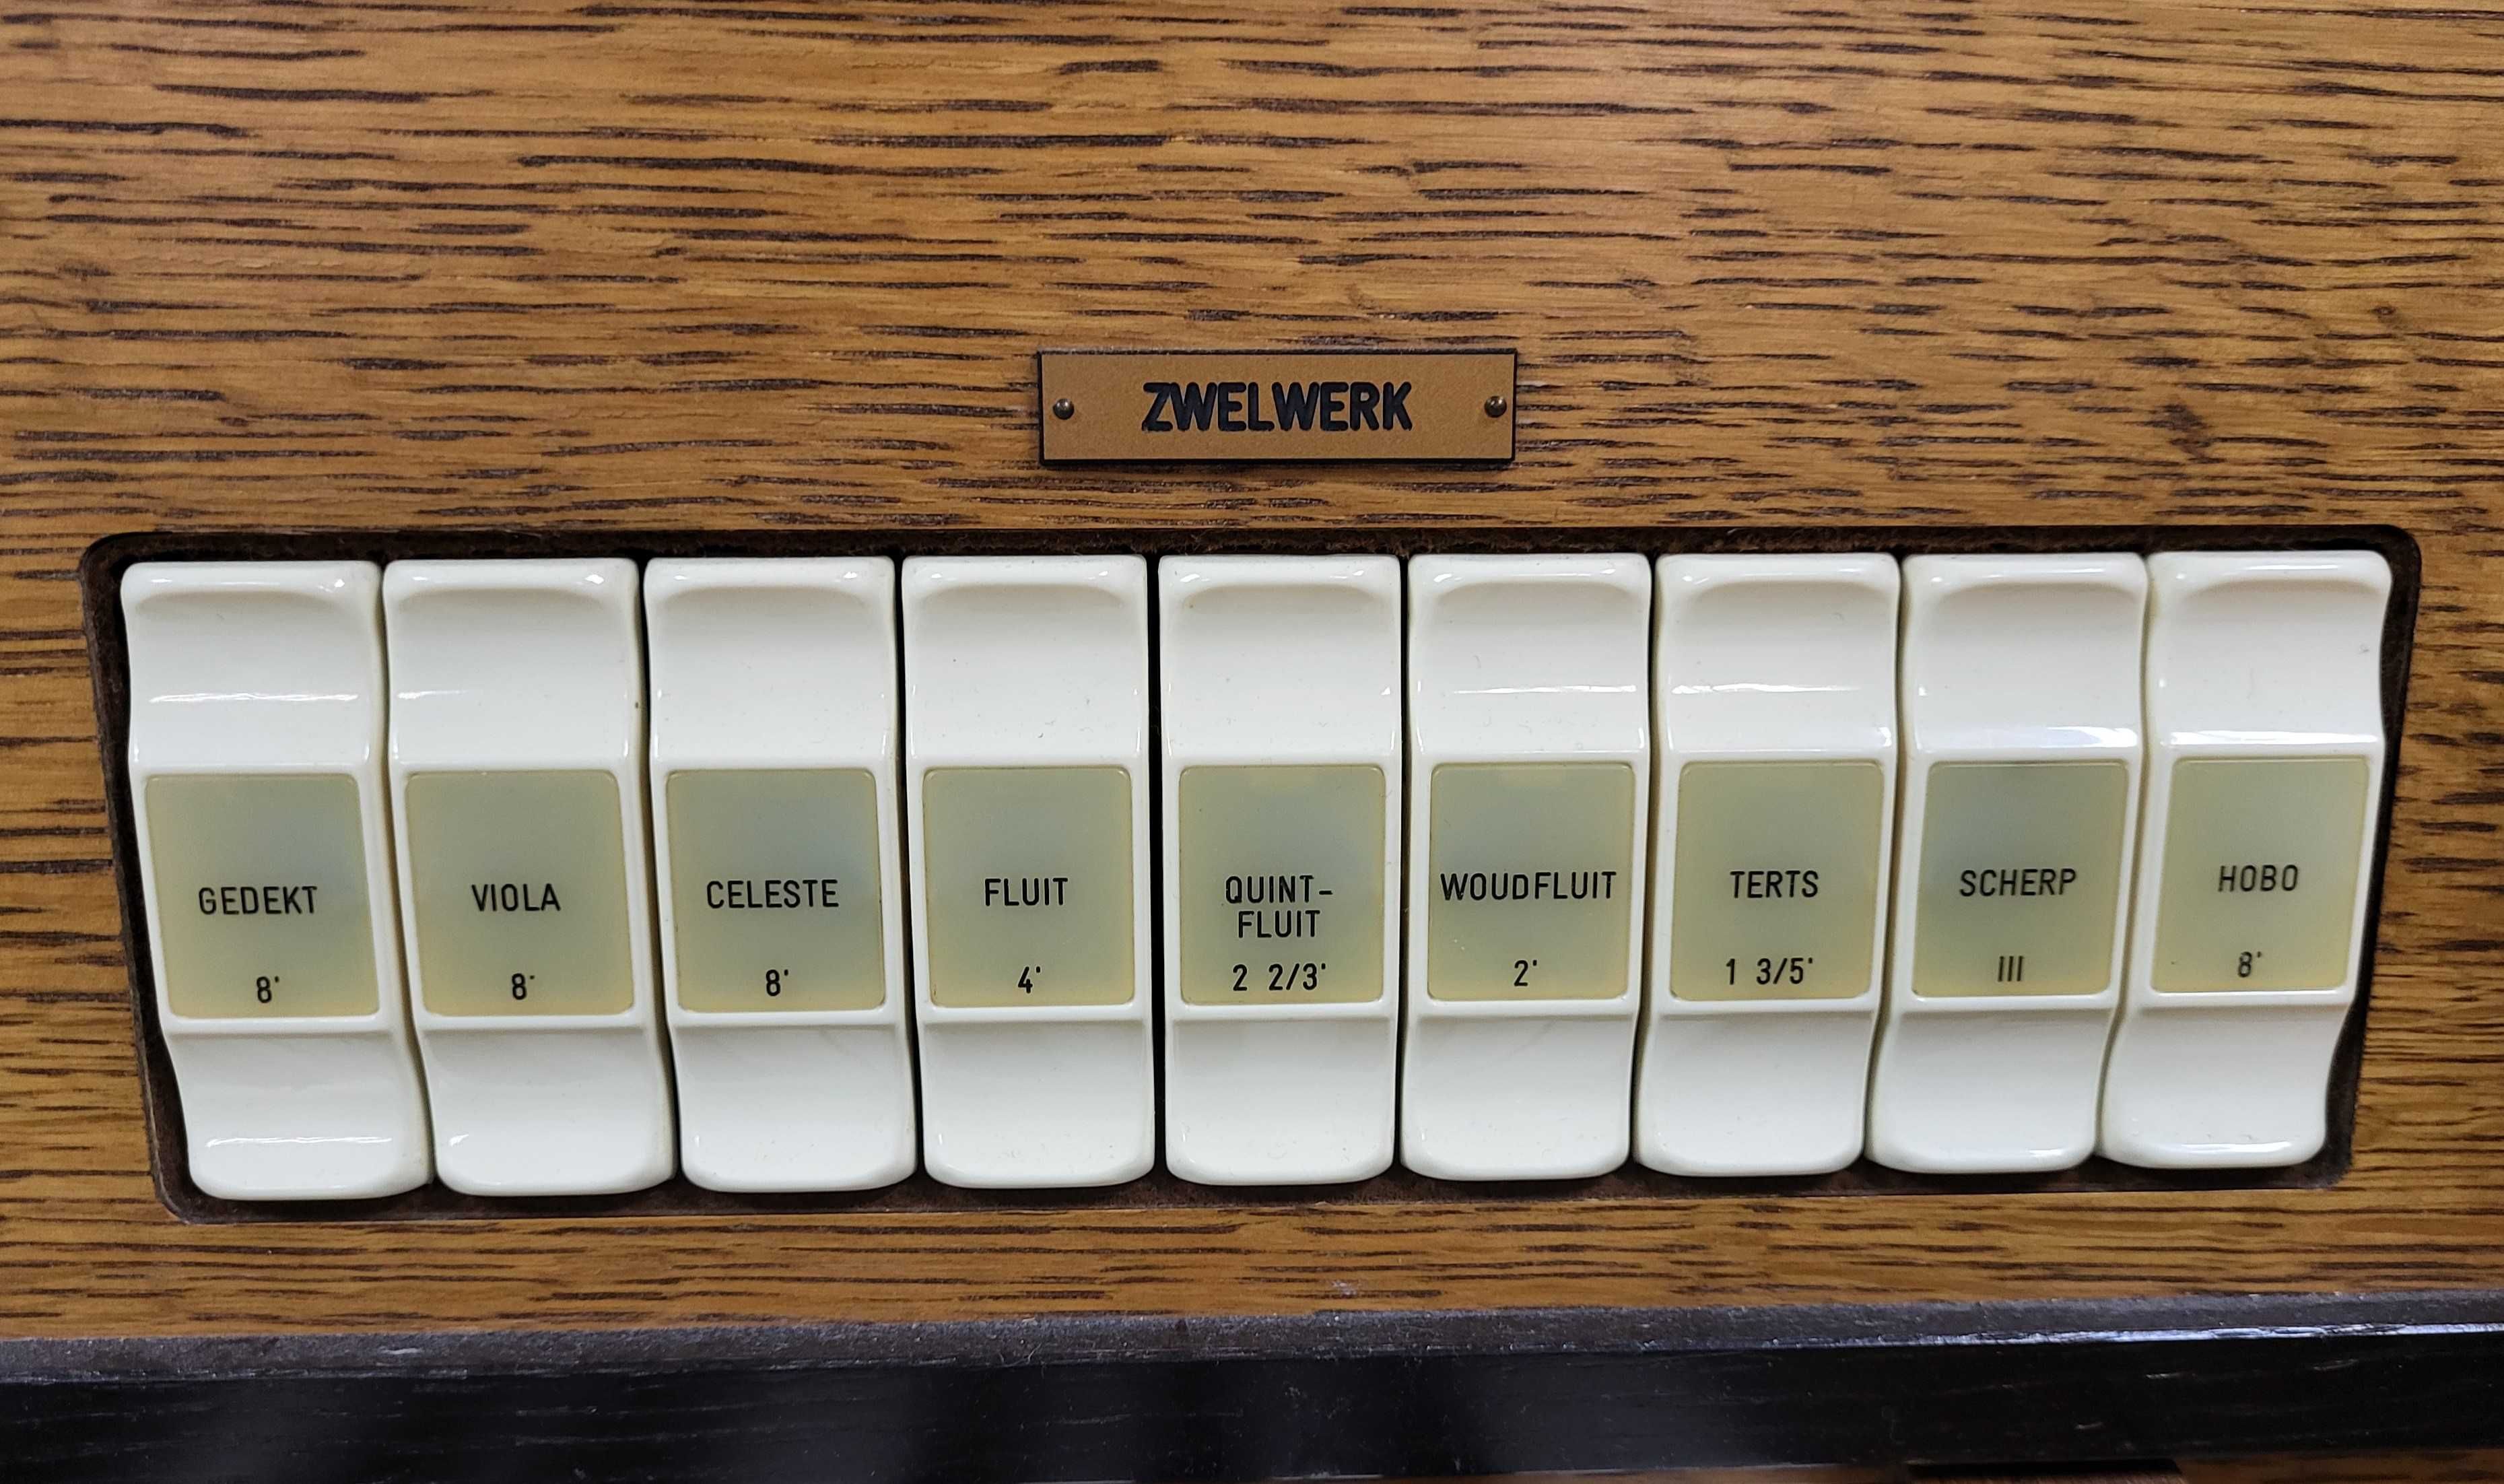 ZWELWERK
GEDEKT
8'
VIOLA
8'
CELESTE
8'
FLUIT
4'
QUINT-
FLUIT
2 2/3'
WOUDFLUIT
2'
TERTS
1 3/5'
SCHERP
III
HOBO
8'